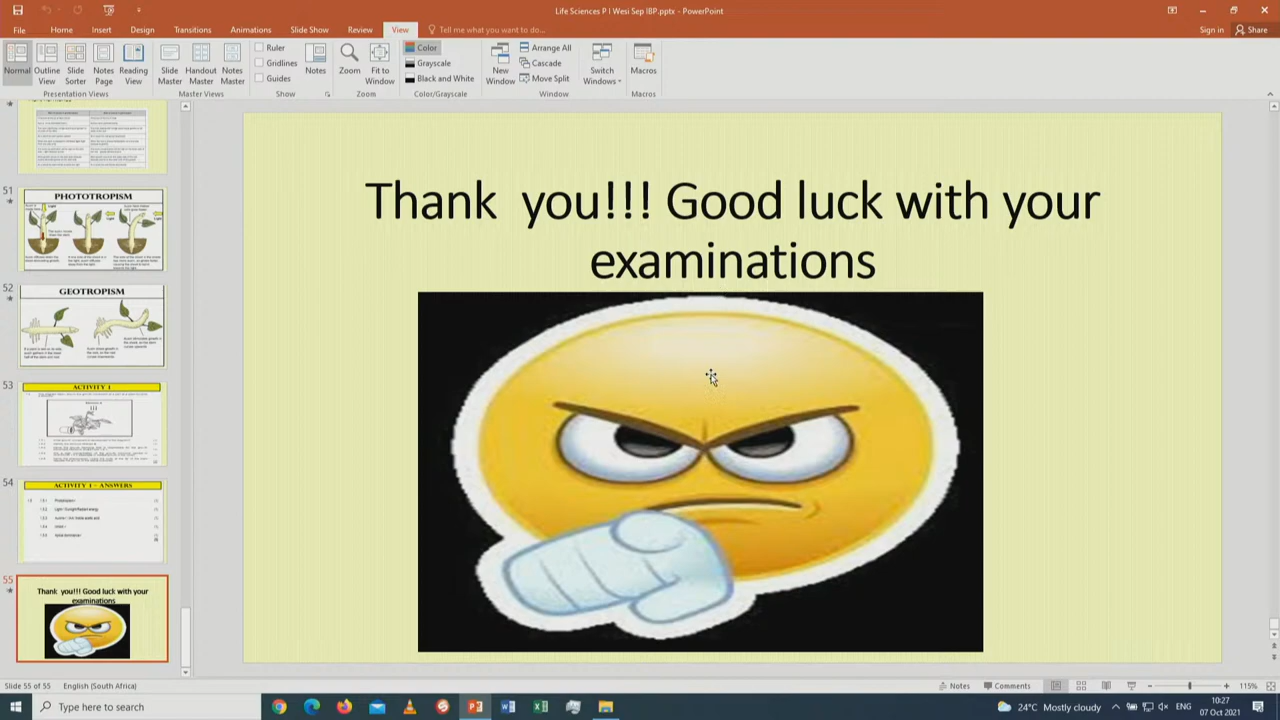 Life Sciences P I Wesi Sep IBP.pptx - PowerPoint
File Home Insert Design Transitions Animations Slide Show Review View Tell me what you want to do... Sign in Share
Normal Outline View Slide Sorter Notes Page Reading View
Slide Master Handout Master Notes Master
Ruler
Gridlines
Guides
Notes
Zoom Fit to Window
Color
Grayscale
Black and White
New Window
Arrange All
Cascade
Move Split
Switch Windows
Macros
Presentation Views Master Views Show Zoom Color/Grayscale Window Macros
51
PHOTOTROPISM
52
GEOTROPISM
53
ACTIVITY 1
54
ACTIVITY 1 - ANSWERS
55
Thank you!!! Good luck with your
examinations
Thank you!!! Good luck with your
examinations
Slide 55 of 55 English (South Africa) Notes Comments 115%
Type here to search
24°C Mostly cloudy ENG
10:27
07 Oct 2021